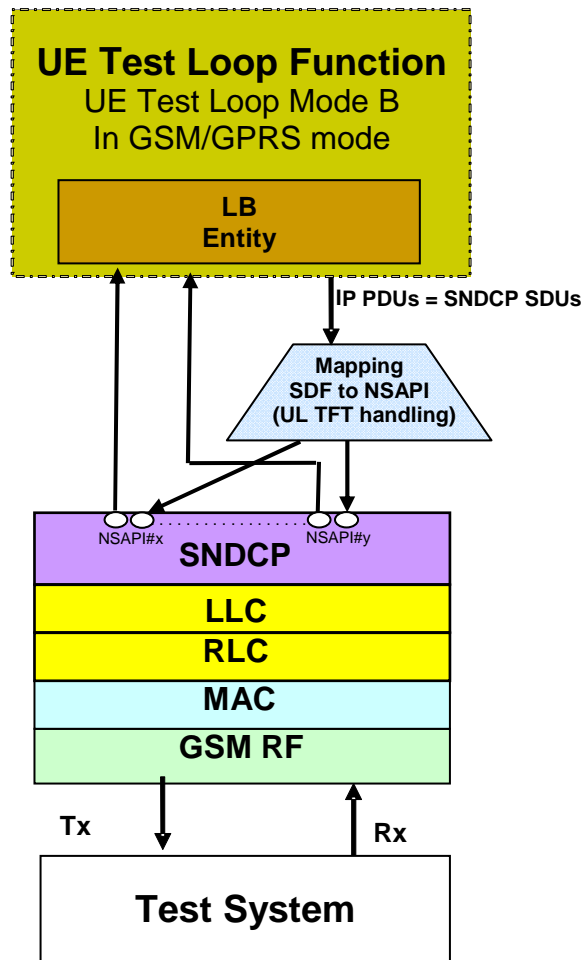 UE Test Loop Function
UE Test Loop Mode B
In GSM/GPRS mode
LB
Entity
IP PDUs = SNDCP SDUs
Mapping
SDF to NSAPI
(UL TFT handling)
NSAPI#x ........................ NSAPI#y
SNDCP
LLC
RLC
MAC
GSM RF
Tx
Rx
Test System